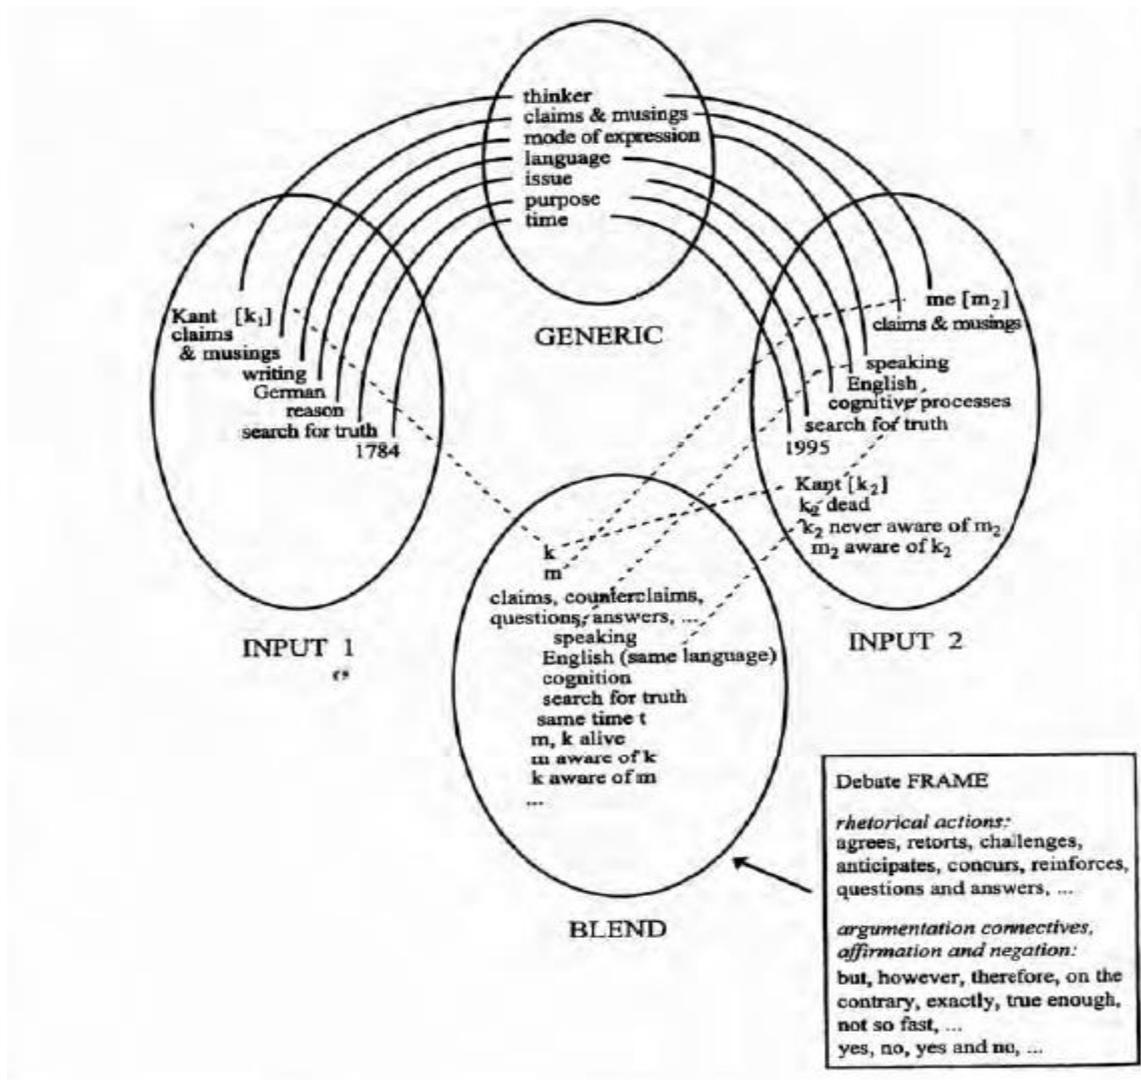 thinker
claims & musings
mode of expression
language
issue
purpose
time
GENERIC
Kant [k1]
claims
& musings
writing
German
reason
search for truth
1784
INPUT 1
me [m2]
claims & musings
speaking
English
cognitive processes
search for truth
1995
Kant [k2]
k2 dead
k2 never aware of m2
m2 aware of k2
INPUT 2
k
m
claims, counterclaims,
questions, answers, ...
speaking
English (same language)
cognition
search for truth
same time t
m, k alive
m aware of k
k aware of m
...
BLEND
Debate FRAME
rhetorical actions:
agrees, retorts, challenges,
anticipates, concurs, reinforces,
questions and answers, ...
argumentation connectives,
affirmation and negation:
but, however, therefore, on the
contrary, exactly, true enough,
not so fast, ...
yes, no, yes and no, ...